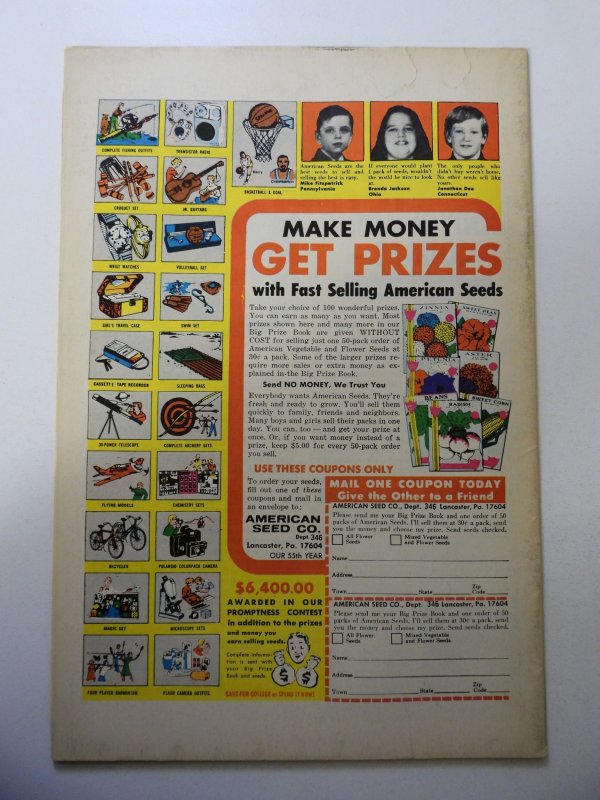 COMPLETE FISHING OUTFITS
TRANSISTOR RADIO
CROQUET SET
JR. GUITARS
WRIST WATCHES
VOLLEYBALL SET
GIRL'S TRAVEL CASE
SWIM SET
CASSETTE TAPE RECORDER
SLEEPING BAGS
30 POWER TELESCOPE
COMPLETE ARCHERY SETS
FLYING MODELS
CHEMISTRY SETS
BICYCLES
POLAROID COLORPACK CAMERA
MAGIC SET
MICROSCOPE SETS
FOUR PLAYER BADMINTON
FLASH CAMERA OUTFITS
BASKETBALL & GOAL
American Seeds are the
best seeds to sell and
selling the best is easy.
Mike Fitzpatrick
Pennsylvania
If everyone would plant
1 pack of seeds, wouldn't
the world be nice to look
at.
Brenda Jackson
Ohio
The only people who
didn't buy weren't home.
No other seeds sell like
yours.
Jonathan Dea
Connecticut
MAKE MONEY
GET PRIZES
with Fast Selling American Seeds
Take your choice of 100 wonderful prizes.
You can earn as many as you want. Most
prizes shown here and many more in our
Big Prize Book are given WITHOUT
COST for selling just one 50-pack order of
American Vegetable and Flower Seeds at
30¢ a pack. Some of the larger prizes re-
quire more sales or extra money as ex-
plained in the Big Prize Book.
Send NO MONEY, We Trust You
Everybody wants American Seeds. They're
fresh and ready to grow. You'll sell them
quickly to family, friends and neighbors.
Many boys and girls sell their packs in one
day. You can, too — and get your prize at
once. Or, if you want money instead of a
prize, keep $5.00 for every 50-pack order
you sell.
ZINNIA
SWEET PEAS
PETUNIA
ASTER
BEANS
RADISH
SWEET CORN
USE THESE COUPONS ONLY
To order your seeds,
fill out one of these
coupons and mail in
an envelope to:
AMERICAN
SEED CO.
Dept 346
Lancaster, Pa. 17604
OUR 55th YEAR
$6,400.00
AWARDED IN OUR
PROMPTNESS CONTEST
in addition to the prizes
and money you
earn selling seeds.
Complete informa-
tion is sent with
your Big Prize
Book and seeds.
$ $
SAVE FOR COLLEGE or SPEND IT NOW!
MAIL ONE COUPON TODAY
Give the Other to a Friend
AMERICAN SEED CO., Dept. 346 Lancaster, Pa. 17604
Please send me your Big Prize Book and one order of 50
packs of American Seeds. I'll sell them at 30¢ a pack, send
you the money and choose my prize. Send seeds checked.
All Flower Seeds
Mixed Vegetable and Flower Seeds
Name
Address
Town State Zip Code
AMERICAN SEED CO., Dept. 346 Lancaster, Pa. 17604
Please send me your Big Prize Book and one order of 50
packs of American Seeds. I'll sell them at 30¢ a pack, send
you the money and choose my prize. Send seeds checked.
All Flower Seeds
Mixed Vegetable and Flower Seeds
Name
Address
Town State Zip Code